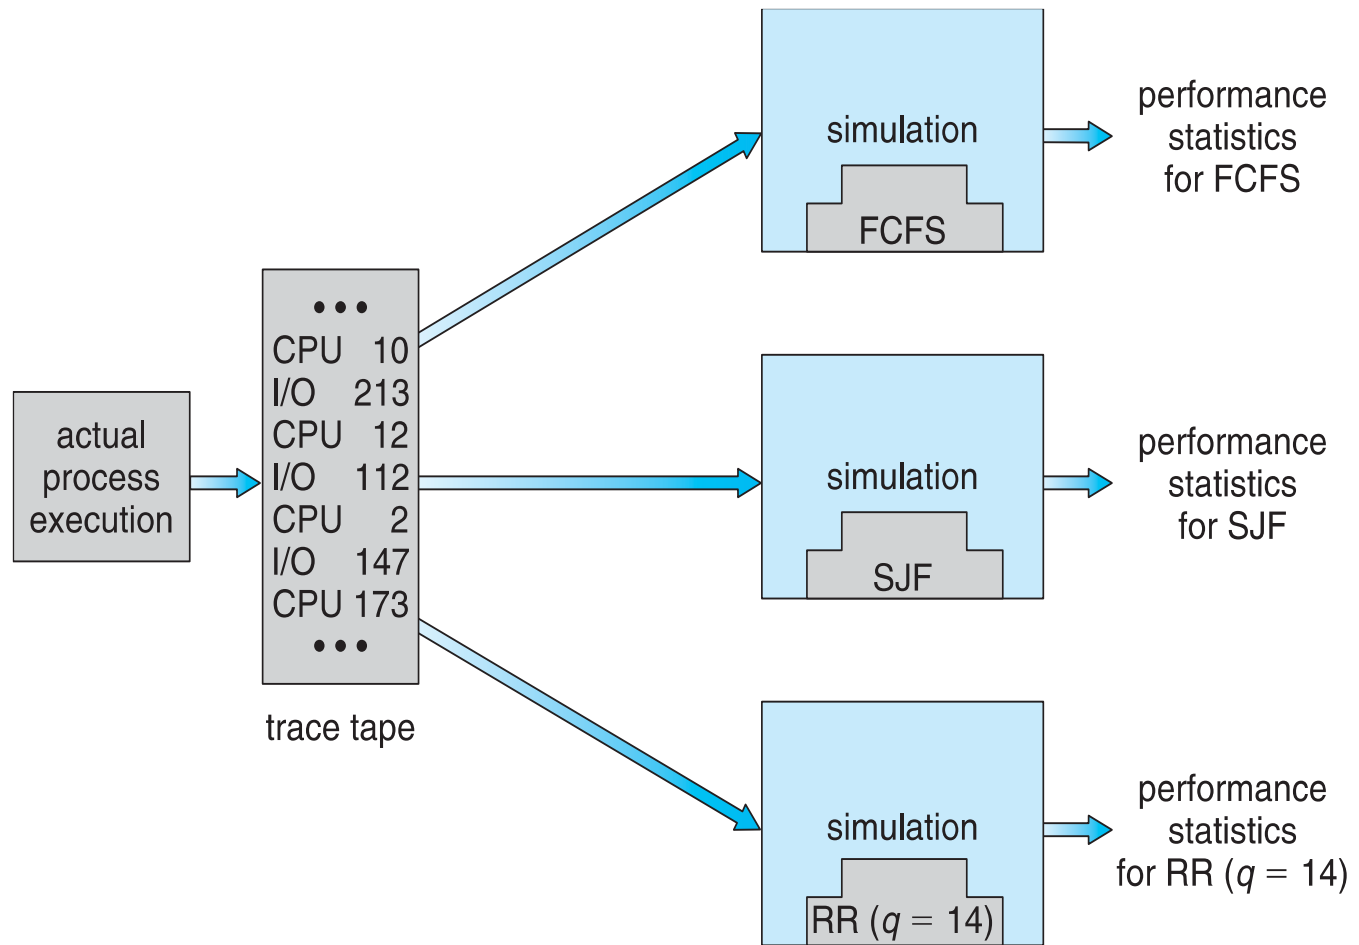 actual
process
execution
• • •
CPU 10
I/O 213
CPU 12
I/O 112
CPU 2
I/O 147
CPU 173
• • •
trace tape
simulation
FCFS
performance
statistics
for FCFS
simulation
SJF
performance
statistics
for SJF
simulation
RR (q = 14)
performance
statistics
for RR (q = 14)